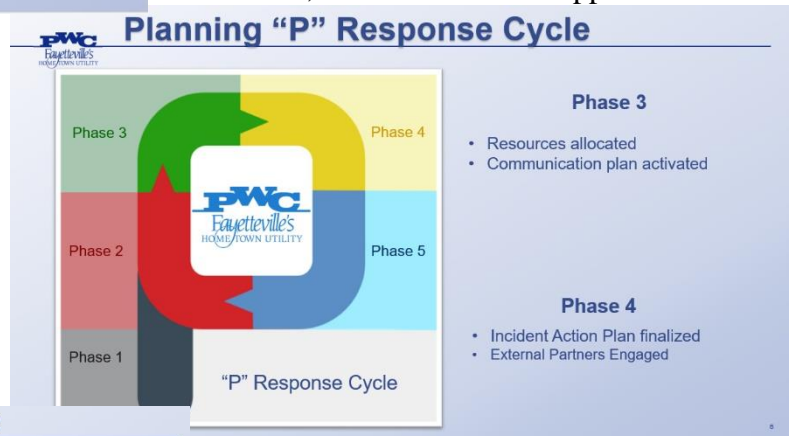 Planning “P” Response Cycle
PWC
Fayetteville's
HOMETOWN UTILITY
Phase 3
Phase 4
PWC
Fayetteville's
HOMETOWN UTILITY
Phase 2
Phase 5
Phase 1
“P” Response Cycle
Phase 3
• Resources allocated
• Communication plan activated
Phase 4
• Incident Action Plan finalized
• External Partners Engaged